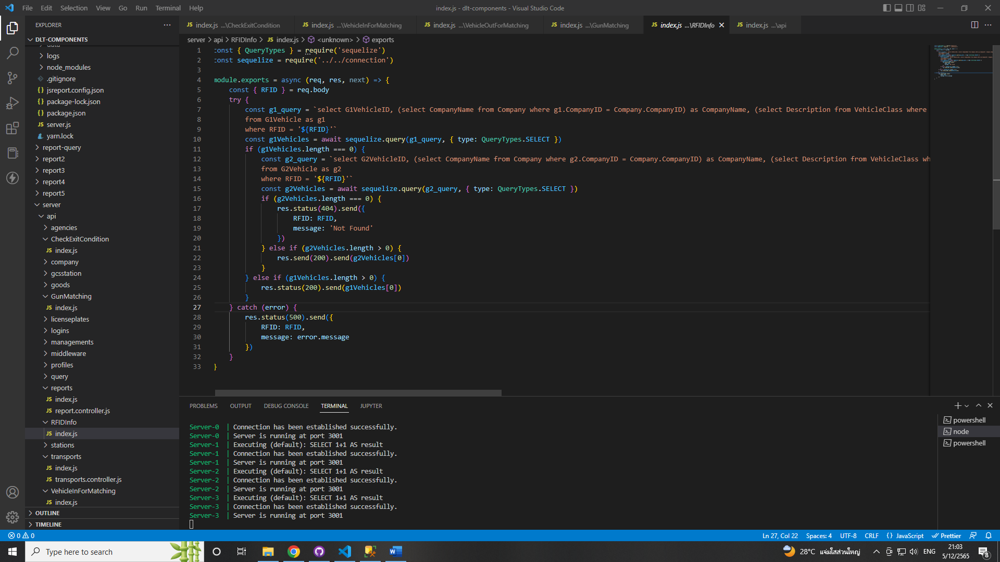 File Edit Selection View Go Run Terminal Help
index.js - dlt-components - Visual Studio Code
EXPLORER
index.js ...\CheckExitCondition
index.js ...\VehicleInForMatching
index.js ...\VehicleOutForMatching
index.js ...\GunMatching
index.js ...\RFIDInfo
index.js ...\api
server > api > RFIDInfo > JS index.js > <unknown> > exports
DLT-COMPONENTS
data
logs
node_modules
.gitignore
jsreport.config.json
package-lock.json
package.json
server.js
yarn.lock
report-query
report2
report3
report4
report5
server
api
agencies
CheckExitCondition
JS index.js
company
gcsstation
goods
GunMatching
JS index.js
licenseplates
logins
managements
middleware
profiles
query
reports
JS index.js
JS report.controller.js
RFIDInfo
JS index.js
stations
transports
JS index.js
JS transports.controller.js
VehicleInForMatching
JS index.js
OUTLINE
TIMELINE
1 const { QueryTypes } = require('sequelize')
2 const sequelize = require('../../connection')
3
4 module.exports = async (req, res, next) => {
5 const { RFID } = req.body
6 try {
7 const g1_query = `select G1VehicleID, (select CompanyName from Company where g1.CompanyID = Company.CompanyID) as CompanyName, (select Description from VehicleClass where
8 from G1Vehicle as g1
9 where RFID = '${RFID}'`
10 const g1Vehicles = await sequelize.query(g1_query, { type: QueryTypes.SELECT })
11 if (g1Vehicles.length === 0) {
12 const g2_query = `select G2VehicleID, (select CompanyName from Company where g2.CompanyID = Company.CompanyID) as CompanyName, (select Description from VehicleClass wh
13 from G2Vehicle as g2
14 where RFID = '${RFID}'`
15 const g2Vehicles = await sequelize.query(g2_query, { type: QueryTypes.SELECT })
16 if (g2Vehicles.length === 0) {
17 res.status(404).send({
18 RFID: RFID,
19 message: 'Not Found'
20 })
21 } else if (g2Vehicles.length > 0) {
22 res.send(200).send(g2Vehicles[0])
23 }
24 } else if (g1Vehicles.length > 0) {
25 res.status(200).send(g1Vehicles[0])
26 }
27 } catch (error) {
28 res.status(500).send({
29 RFID: RFID,
30 message: error.message
31 })
32 }
33 }
PROBLEMS OUTPUT DEBUG CONSOLE TERMINAL JUPYTER
Server-0 | Connection has been established successfully.
Server-0 | Server is running at port 3001
Server-1 | Executing (default): SELECT 1+1 AS result
Server-1 | Connection has been established successfully.
Server-1 | Server is running at port 3001
Server-2 | Executing (default): SELECT 1+1 AS result
Server-2 | Connection has been established successfully.
Server-2 | Server is running at port 3001
Server-3 | Executing (default): SELECT 1+1 AS result
Server-3 | Connection has been established successfully.
Server-3 | Server is running at port 3001
powershell
node
powershell
0 0
Ln 27, Col 22 Spaces: 4 UTF-8 CRLF {} JavaScript Prettier
Type here to search
28°C แจ่มใสส่วนใหญ่
ENG
21:03
5/12/2565
8